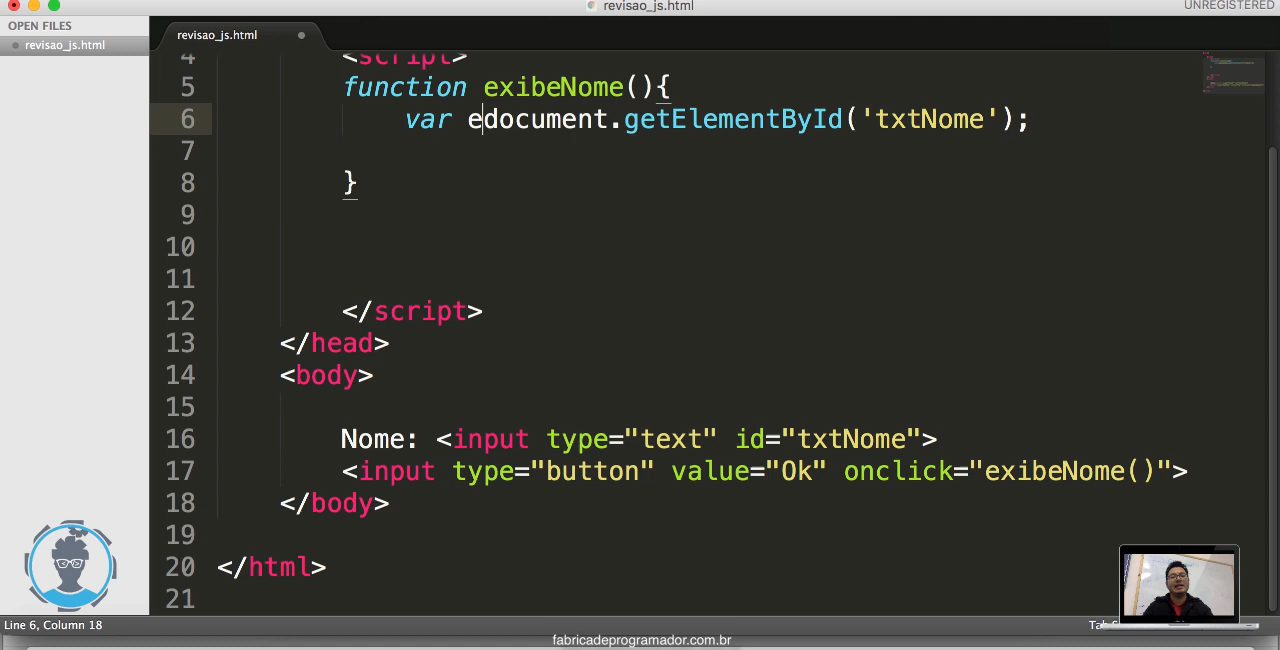 revisao_js.html
UNREGISTERED
OPEN FILES
revisao_js.html
revisao_js.html
4 <script>
5 function exibeNome(){
6 var edocument.getElementById('txtNome');
7
8 }
9
10
11
12 </script>
13 </head>
14 <body>
15
16 Nome: <input type="text" id="txtNome">
17 <input type="button" value="Ok" onclick="exibeNome()">
18 </body>
19
20 </html>
21
Line 6, Column 18
Tab
fabricadeprogramador.com.br